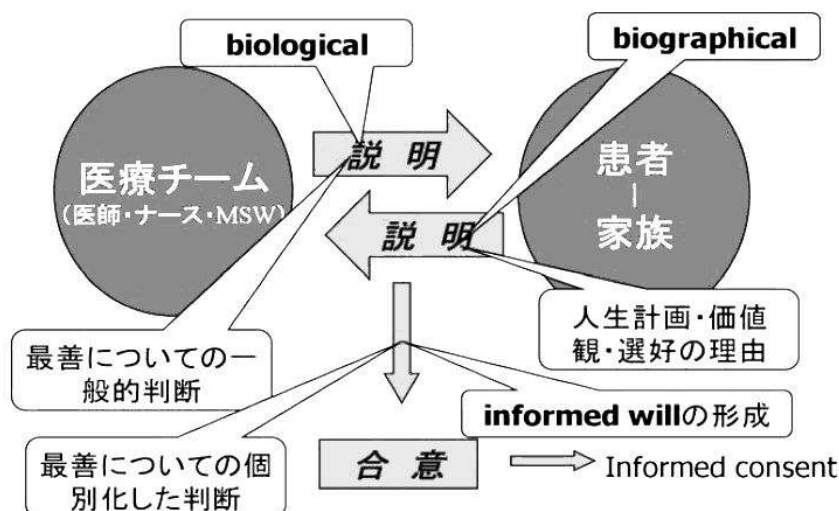 biological
biographical
説 明
医療チーム
(医師・ナース・MSW)
患者
|
家族
説 明
人生計画・価値
観・選好の理由
最善についての一
般的判断
informed willの形成
最善についての個
別化した判断
合 意
Informed consent